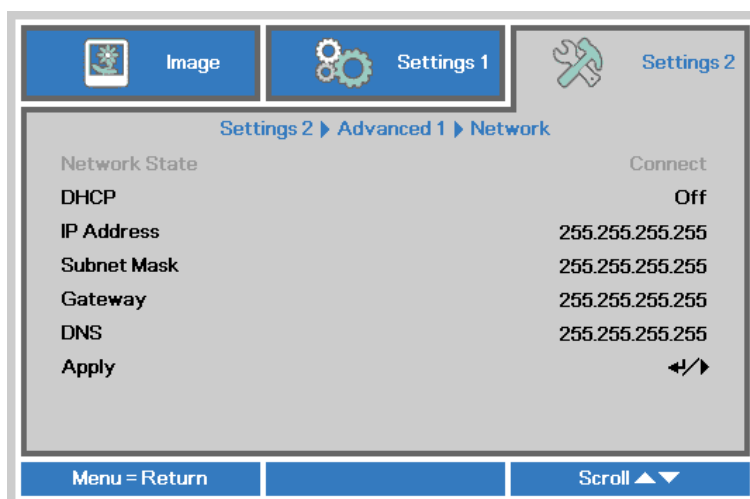 Image
Settings 1
Settings 2
Settings 2 ▶ Advanced 1 ▶ Network
Network State Connect
DHCP Off
IP Address 255.255.255.255
Subnet Mask 255.255.255.255
Gateway 255.255.255.255
DNS 255.255.255.255
Apply ↵/▶
Menu = Return
Scroll ▲▼